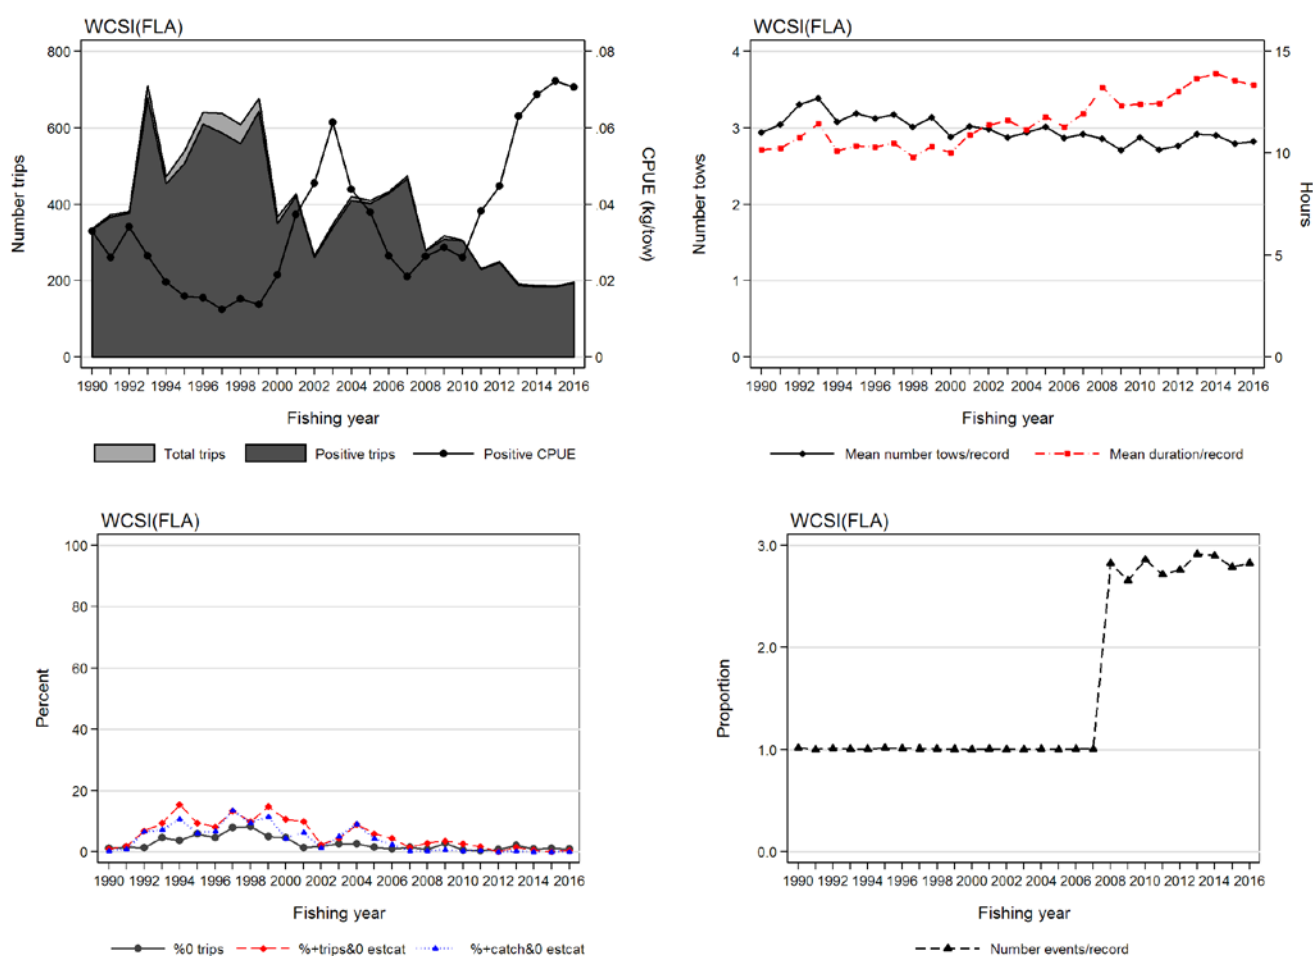 WCSI(FLA)
800
600
400
200
0
.08
.06
.04
.02
0
Number trips
CPUE (kg/tow)
1990 1992 1994 1996 1998 2000 2002 2004 2006 2008 2010 2012 2014 2016
Fishing year
Total trips Positive trips Positive CPUE
WCSI(FLA)
4
3
2
1
0
15
10
5
0
Number tows
Hours
1990 1992 1994 1996 1998 2000 2002 2004 2006 2008 2010 2012 2014 2016
Fishing year
Mean number tows/record Mean duration/record
WCSI(FLA)
100
80
60
40
20
0
Percent
1990 1992 1994 1996 1998 2000 2002 2004 2006 2008 2010 2012 2014 2016
Fishing year
%0 trips %+trips&0 estcat %+catch&0 estcat
WCSI(FLA)
3.0
2.0
1.0
0.0
Proportion
1990 1992 1994 1996 1998 2000 2002 2004 2006 2008 2010 2012 2014 2016
Fishing year
Number events/record